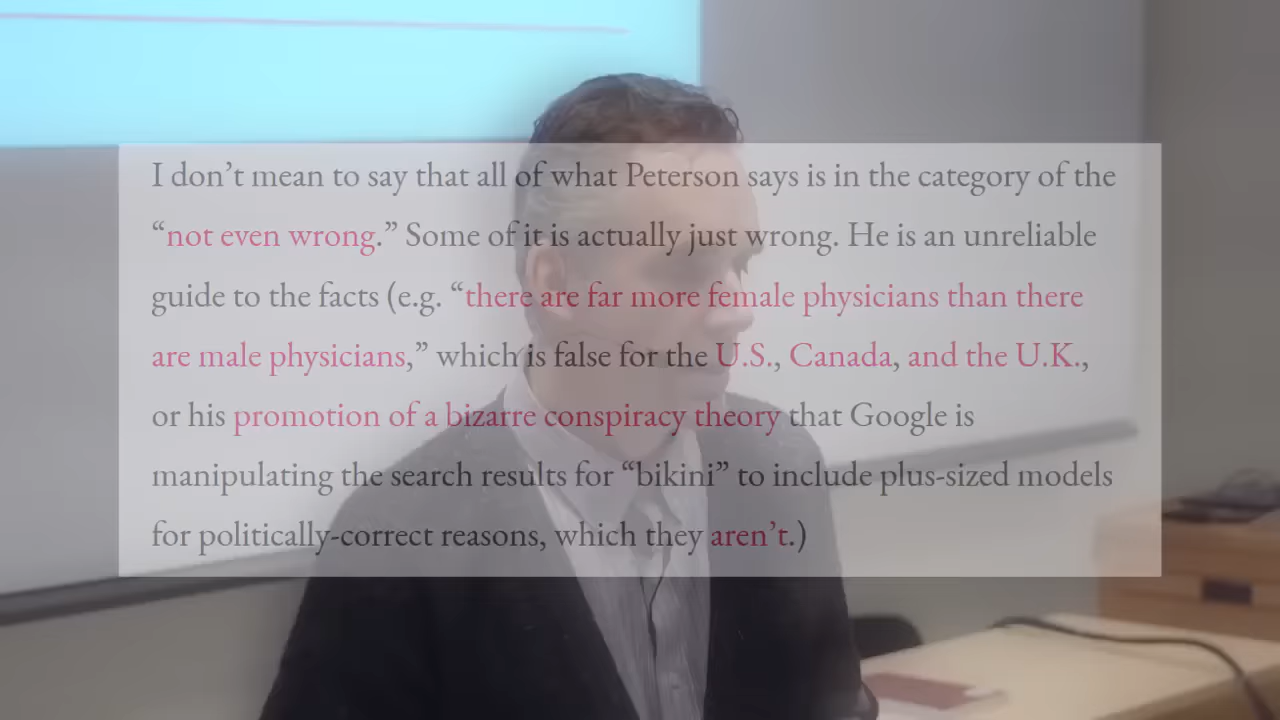 I don’t mean to say that all of what Peterson says is in the category of the
“not even wrong.” Some of it is actually just wrong. He is an unreliable
guide to the facts (e.g. “there are far more female physicians than there
are male physicians,” which is false for the U.S., Canada, and the U.K.,
or his promotion of a bizarre conspiracy theory that Google is
manipulating the search results for “bikini” to include plus-sized models
for politically-correct reasons, which they aren’t.)